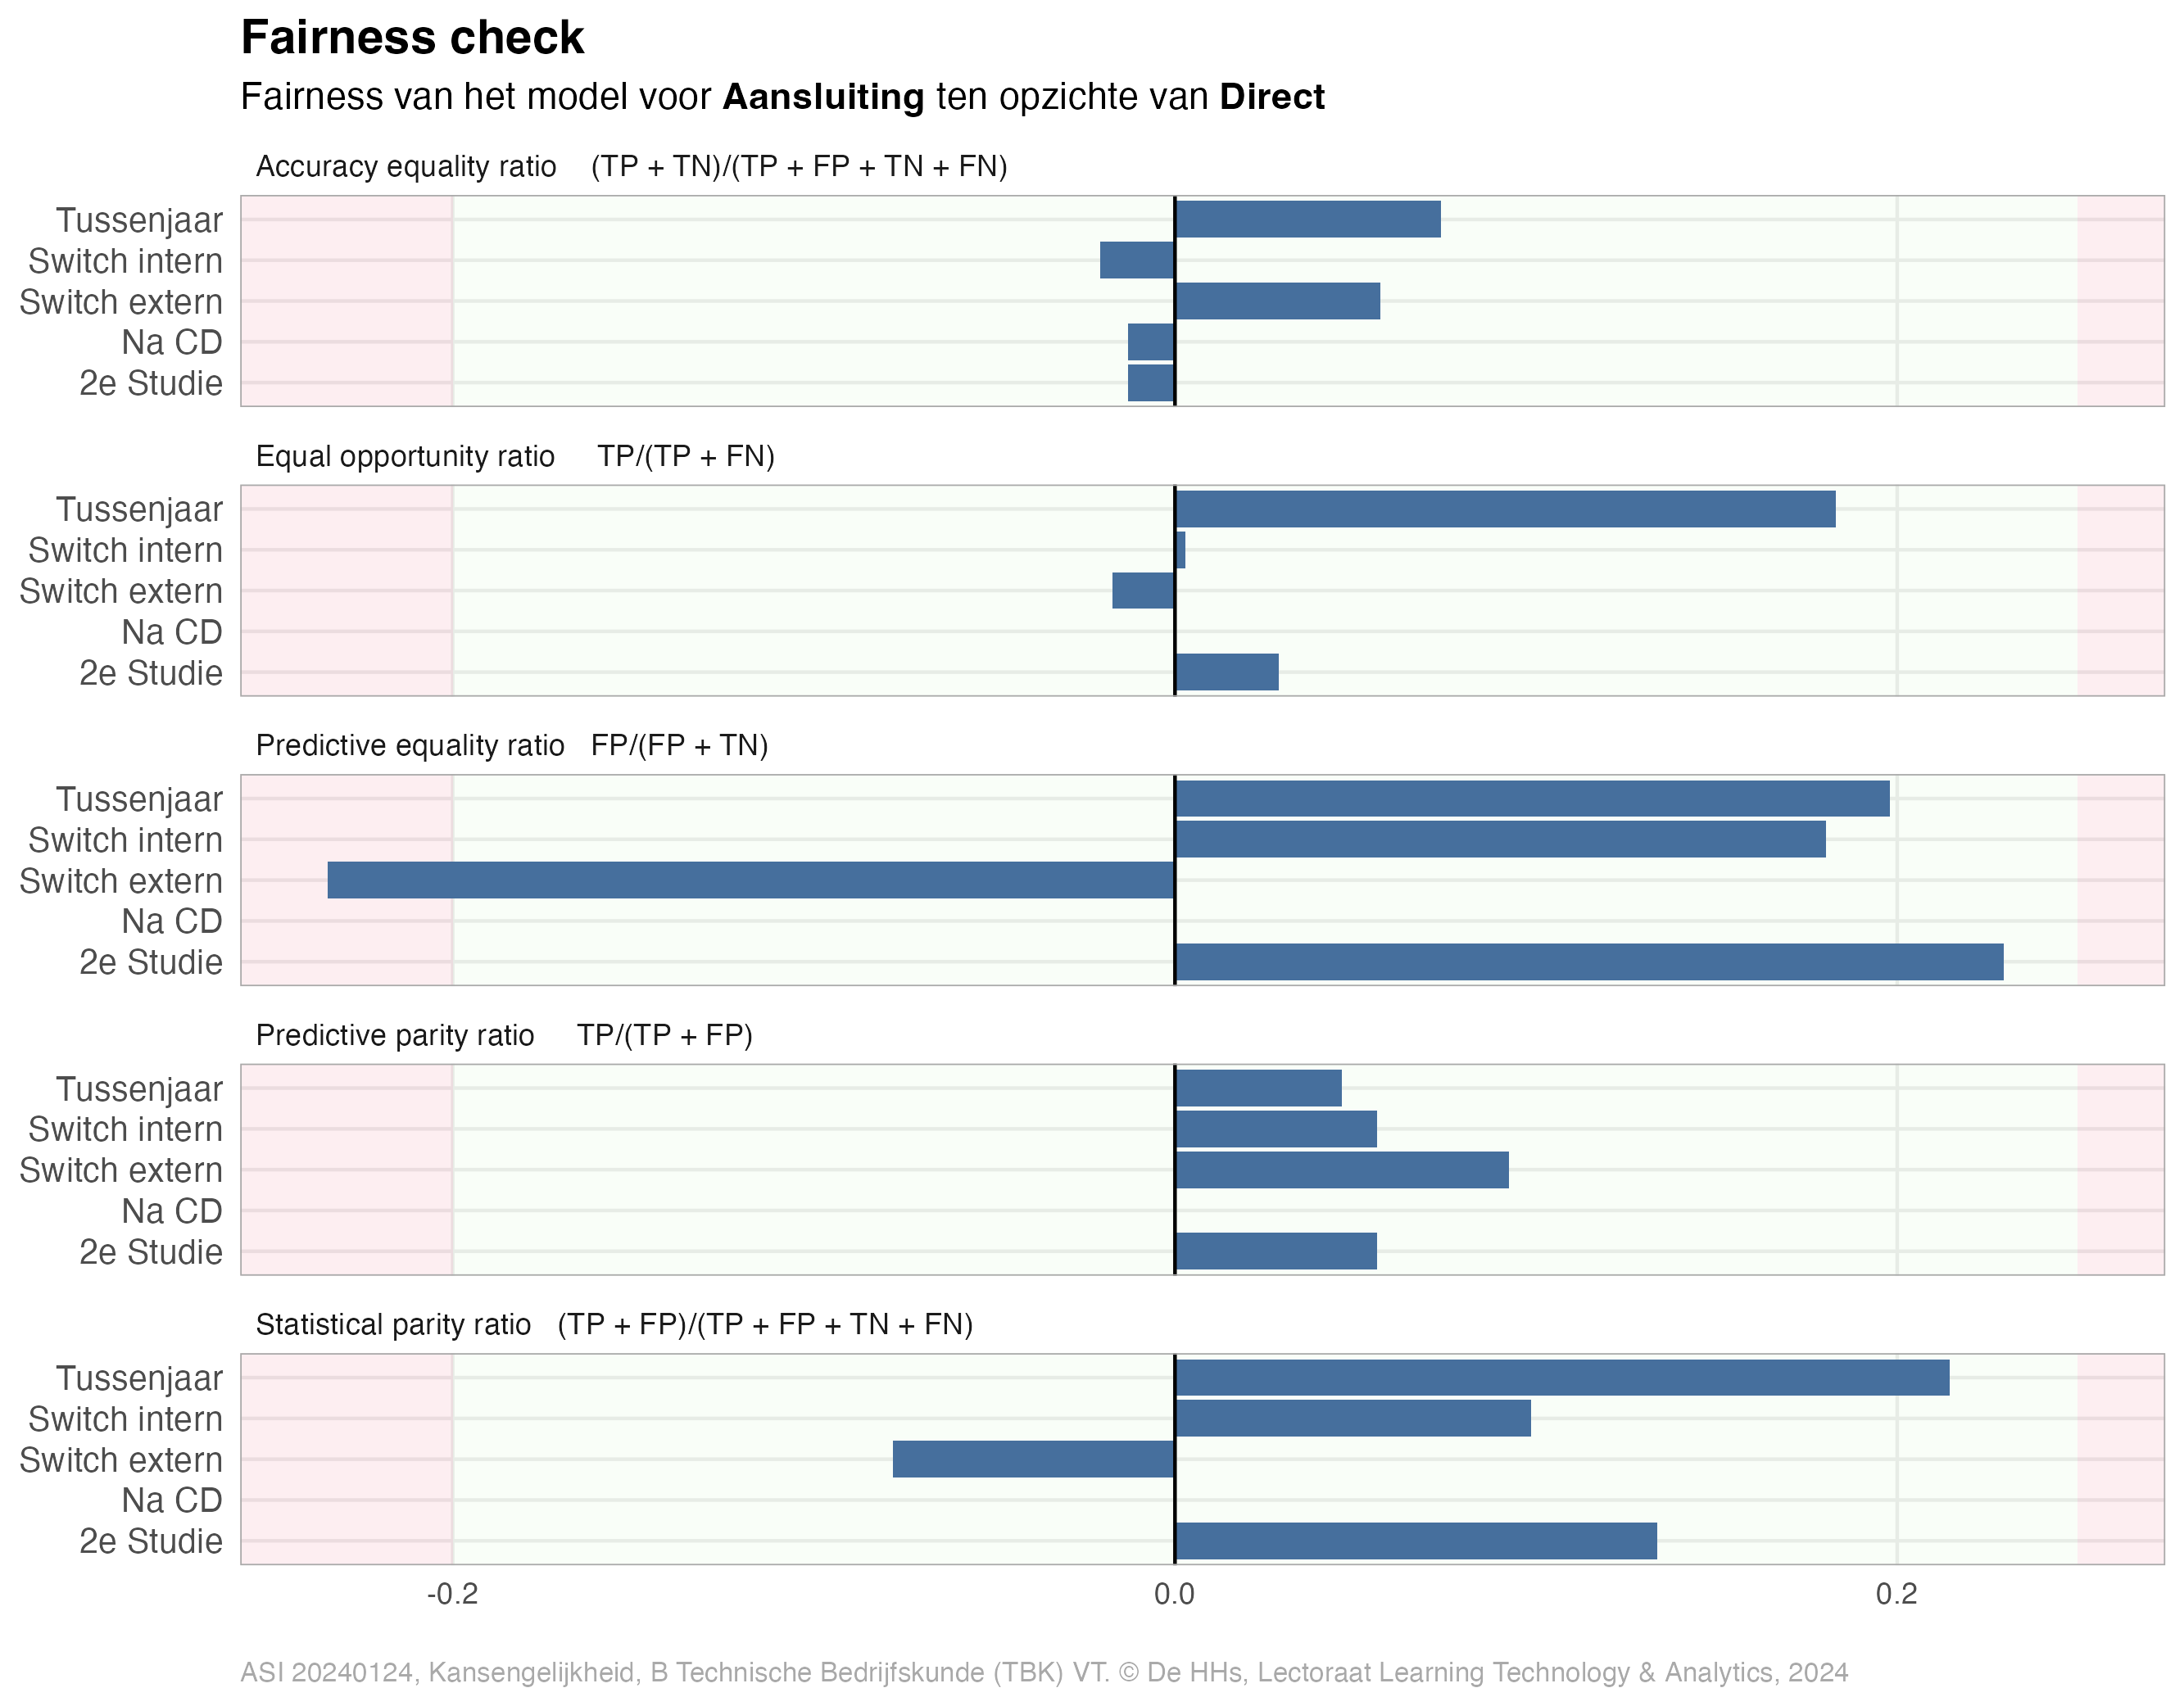 Fairness check
Fairness van het model voor Aansluiting ten opzichte van Direct
Accuracy equality ratio (TP + TN)/(TP + FP + TN + FN)
Tussenjaar
Switch intern
Switch extern
Na CD
2e Studie
Equal opportunity ratio TP/(TP + FN)
Tussenjaar
Switch intern
Switch extern
Na CD
2e Studie
Predictive equality ratio FP/(FP + TN)
Tussenjaar
Switch intern
Switch extern
Na CD
2e Studie
Predictive parity ratio TP/(TP + FP)
Tussenjaar
Switch intern
Switch extern
Na CD
2e Studie
Statistical parity ratio (TP + FP)/(TP + FP + TN + FN)
Tussenjaar
Switch intern
Switch extern
Na CD
2e Studie
-0.2 0.0 0.2
ASI 20240124, Kansengelijkheid, B Technische Bedrijfskunde (TBK) VT. © De HHs, Lectoraat Learning Technology & Analytics, 2024